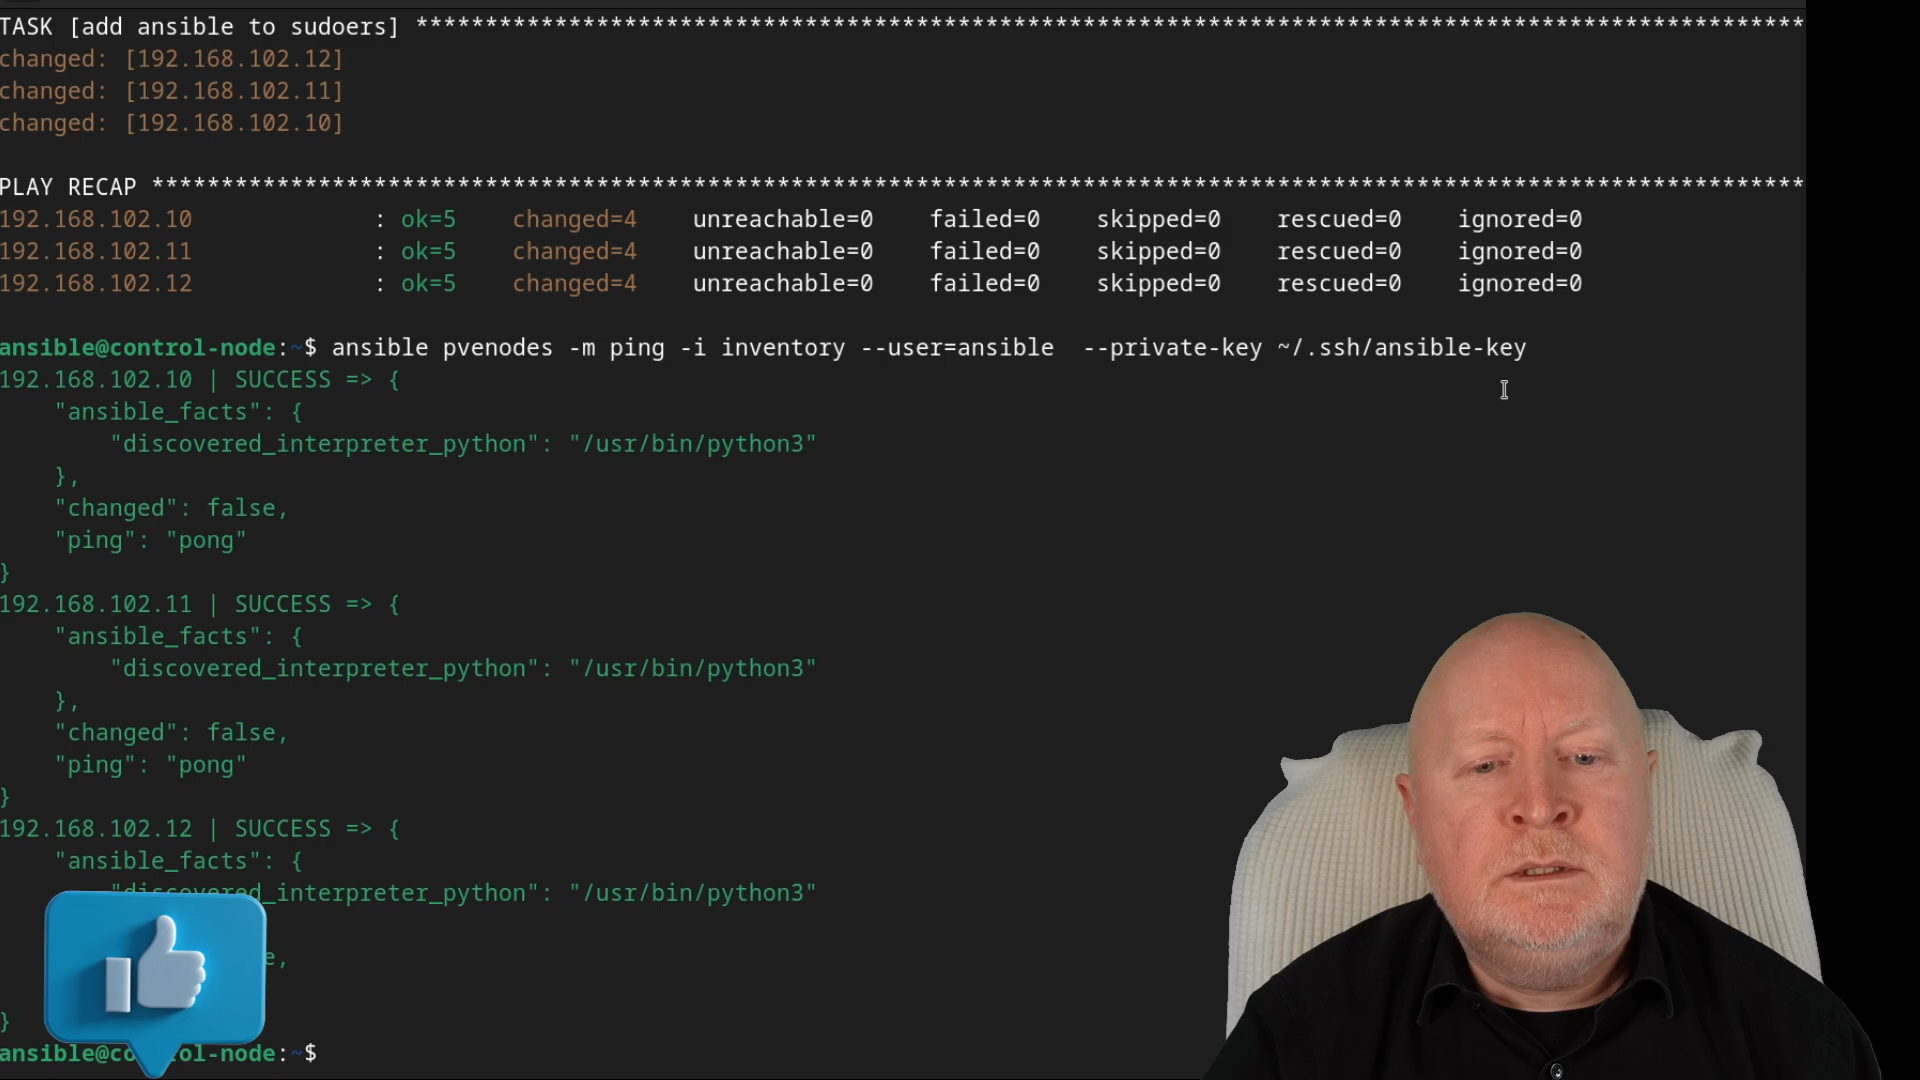 TASK [add ansible to sudoers] ****************************************************************************************************
changed: [192.168.102.12]
changed: [192.168.102.11]
changed: [192.168.102.10]
PLAY RECAP ***********************************************************************************************************************
192.168.102.10 : ok=5 changed=4 unreachable=0 failed=0 skipped=0 rescued=0 ignored=0
192.168.102.11 : ok=5 changed=4 unreachable=0 failed=0 skipped=0 rescued=0 ignored=0
192.168.102.12 : ok=5 changed=4 unreachable=0 failed=0 skipped=0 rescued=0 ignored=0
ansible@control-node:~$ ansible pvenodes -m ping -i inventory --user=ansible  --private-key ~/.ssh/ansible-key
192.168.102.10 | SUCCESS => {
"ansible_facts": {
"discovered_interpreter_python": "/usr/bin/python3"
},
"changed": false,
"ping": "pong"
}
192.168.102.11 | SUCCESS => {
"ansible_facts": {
"discovered_interpreter_python": "/usr/bin/python3"
},
"changed": false,
"ping": "pong"
}
192.168.102.12 | SUCCESS => {
"ansible_facts": {
"discovered_interpreter_python": "/usr/bin/python3"
e,
}
ansible@co ol-node:~$